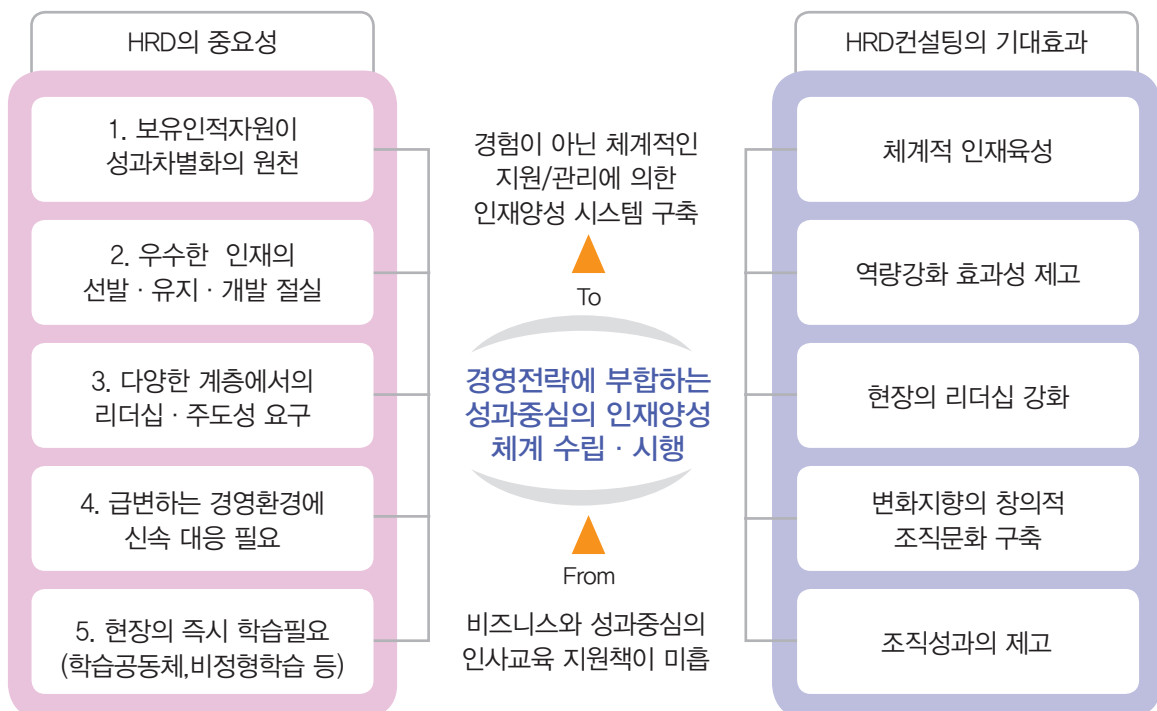 HRD의 중요성
1. 보유인적자원이
성과차별화의 원천
2. 우수한 인재의
선발 · 유지 · 개발 절실
3. 다양한 계층에서의
리더십 · 주도성 요구
4. 급변하는 경영환경에
신속 대응 필요
5. 현장의 즉시 학습필요
(학습공동체,비정형학습 등)
경험이 아닌 체계적인
지원/관리에 의한
인재양성 시스템 구축
To
경영전략에 부합하는
성과중심의 인재양성
체계 수립 · 시행
From
비즈니스와 성과중심의
인사교육 지원책이 미흡
HRD컨설팅의 기대효과
체계적 인재육성
역량강화 효과성 제고
현장의 리더십 강화
변화지향의 창의적
조직문화 구축
조직성과의 제고